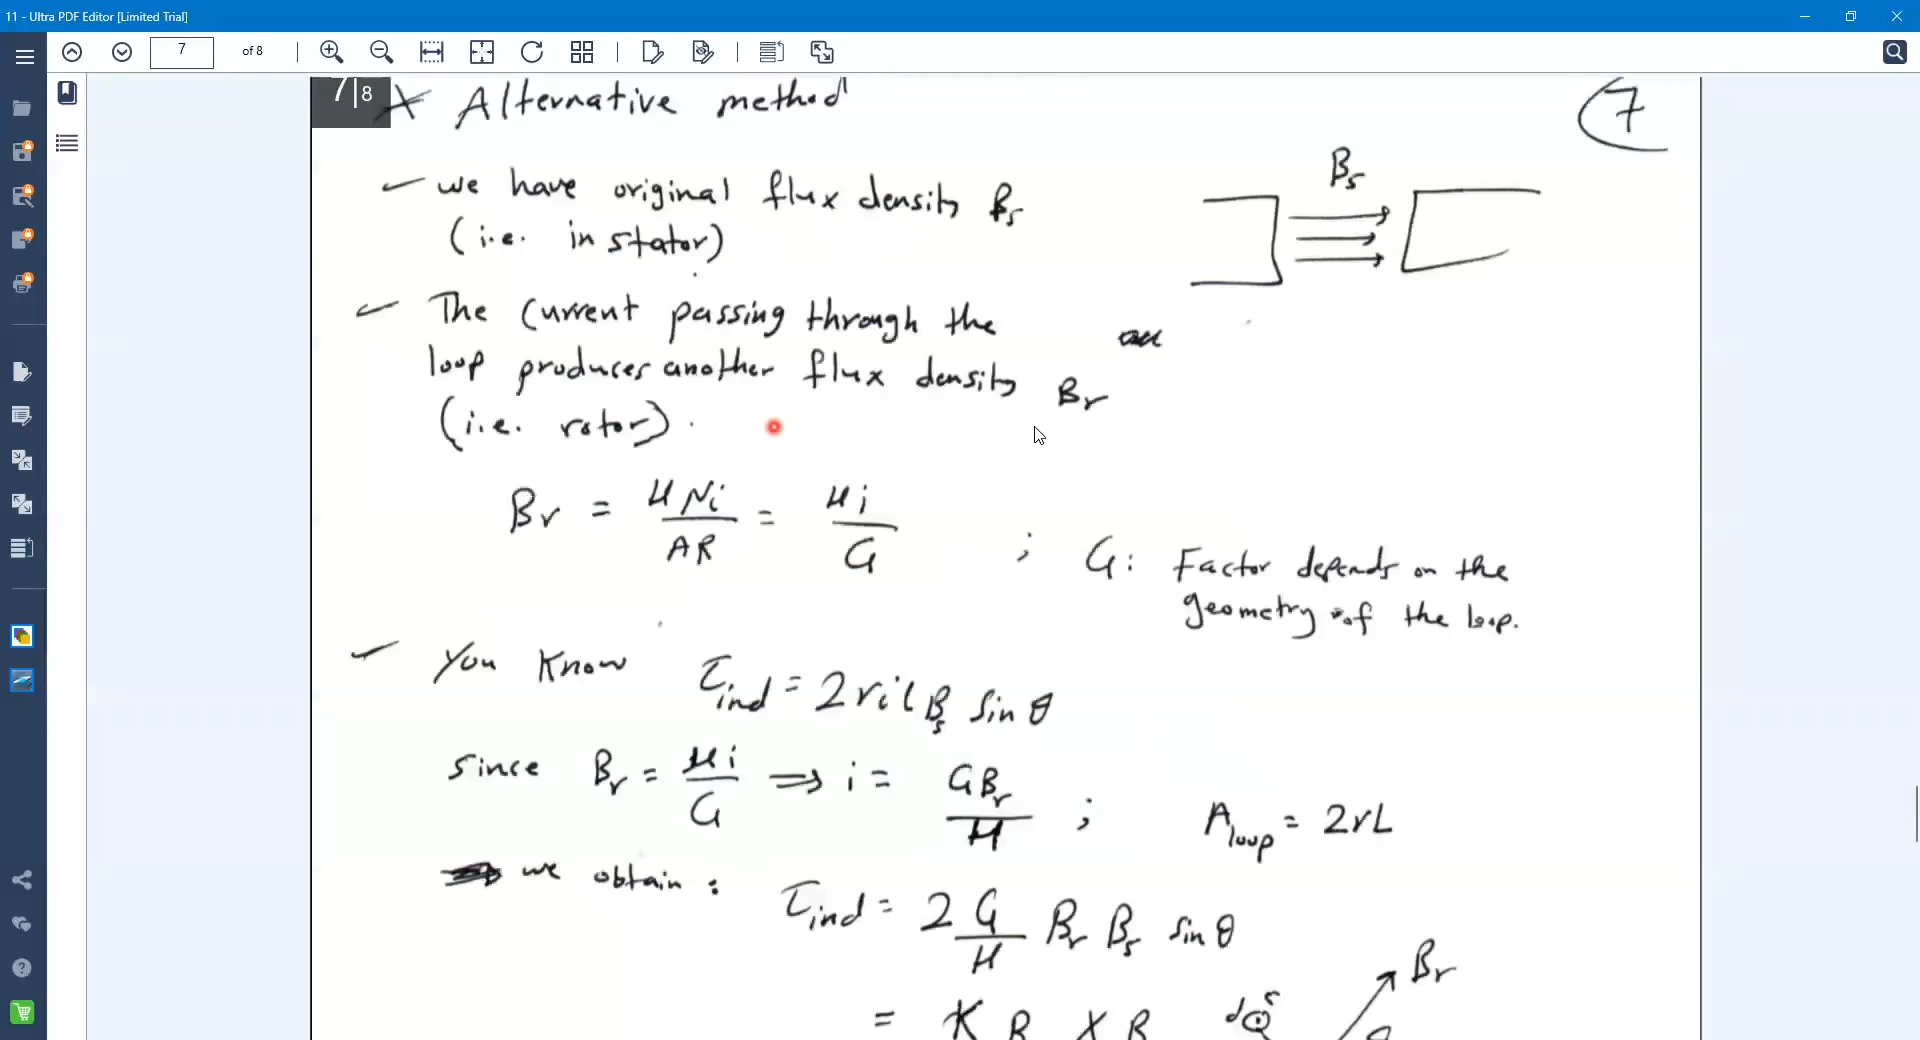 11 - Ultra PDF Editor [Limited Trial]
7 of 8
7|8
Alternative method
7
we have original flux density Bs
(i.e. in stator)
Bs
The current passing through the
loop produces another flux density Br
(i.e. rotor).
Br = μNi/AR = μi/G ; G: Factor depends on the
geometry of the loop.
You know τind = 2rilBs sin θ
since Br = μi/G ⇒ i = GBr/μ ; Aloop = 2rL
we obtain : τind = 2 G/μ Br Bs sin θ
Br
= K B X B